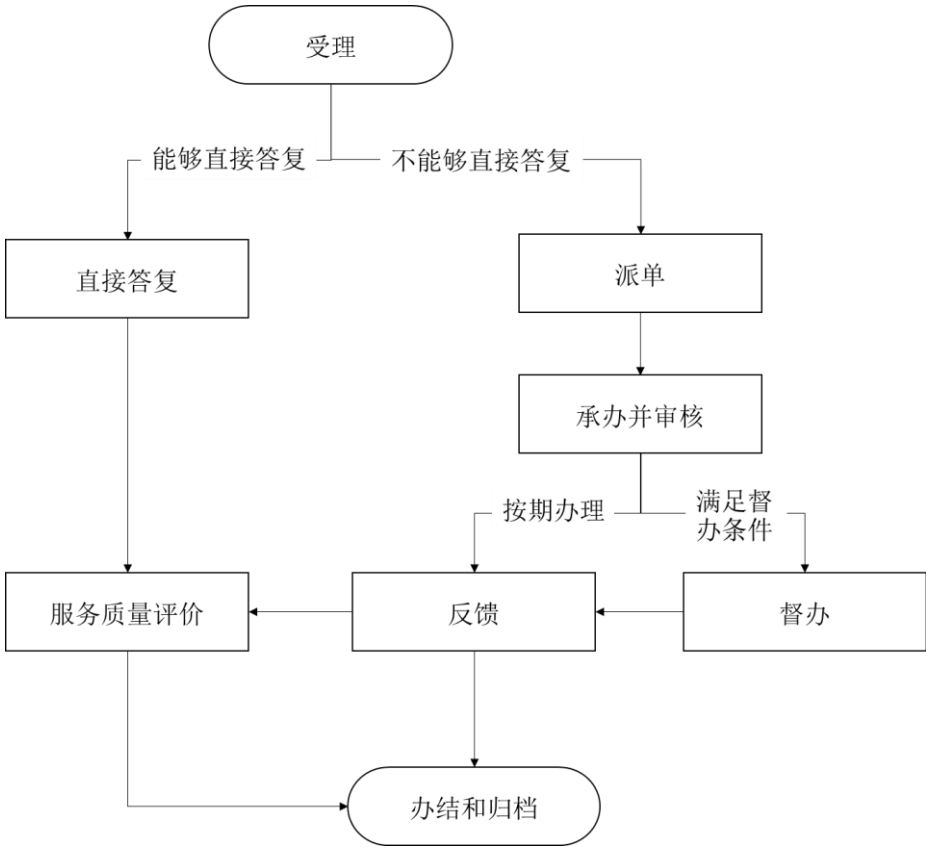 受理
能够直接答复
不能够直接答复
直接答复
派单
承办并审核
按期办理
满足督
办条件
服务质量评价
反馈
督办
办结和归档